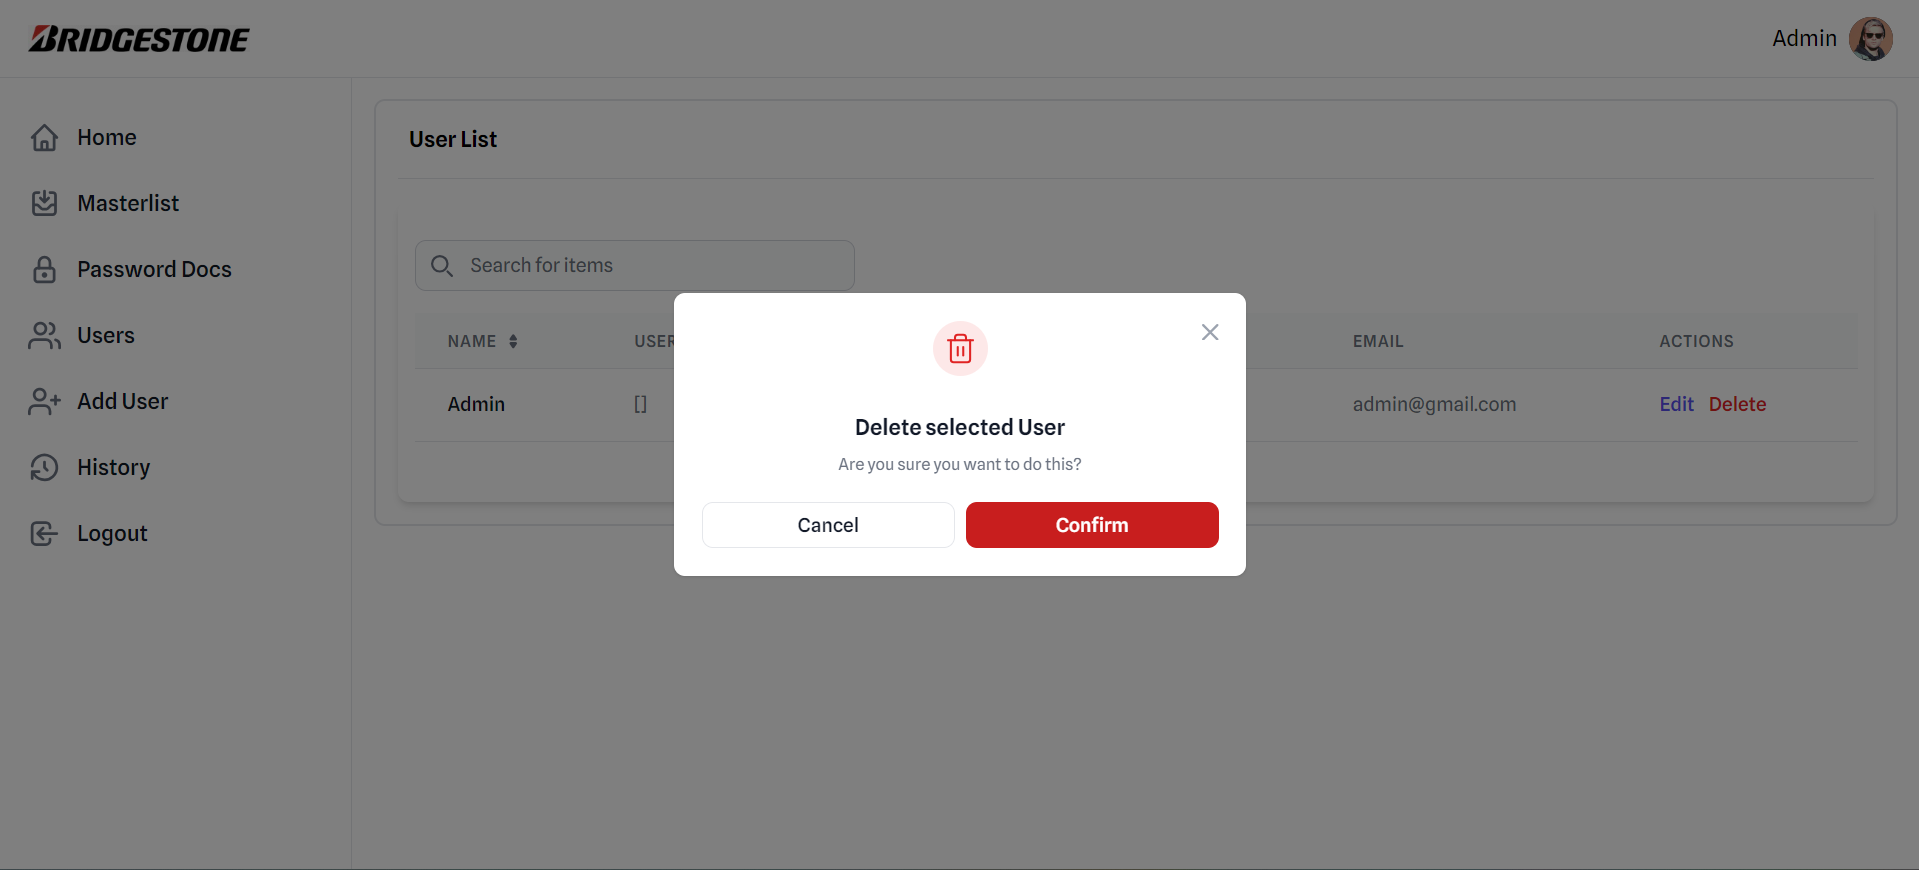 BRIDGESTONE
Admin
Home
Masterlist
Password Docs
Users
Add User
History
Logout
User List
Search for items
NAME USER EMAIL ACTIONS
Admin [] admin@gmail.com Edit Delete
Delete selected User
Are you sure you want to do this?
Cancel Confirm